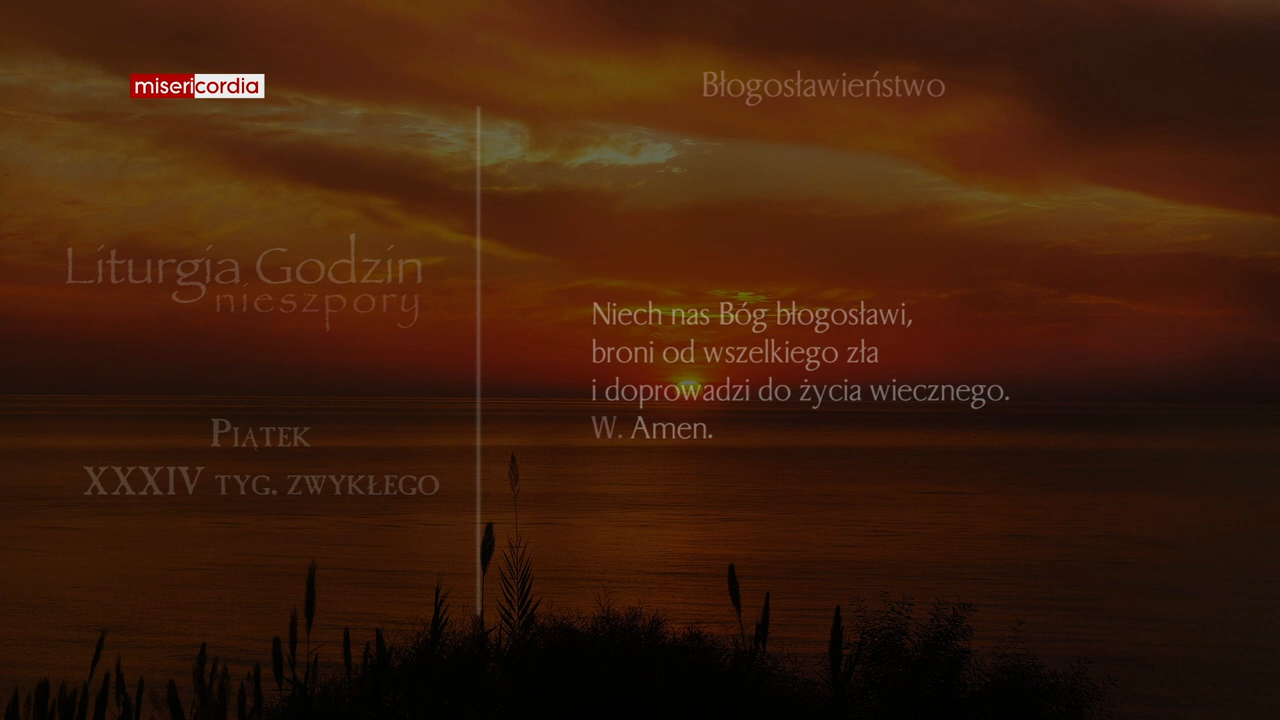 misericordia
Błogosławieństwo
Liturgia Godzin
nieszpory
Niech nas Bóg błogosławi,
broni od wszelkiego zła
i doprowadzi do życia wiecznego.
W. Amen.
Piątek
XXXIV tyg. zwykłego